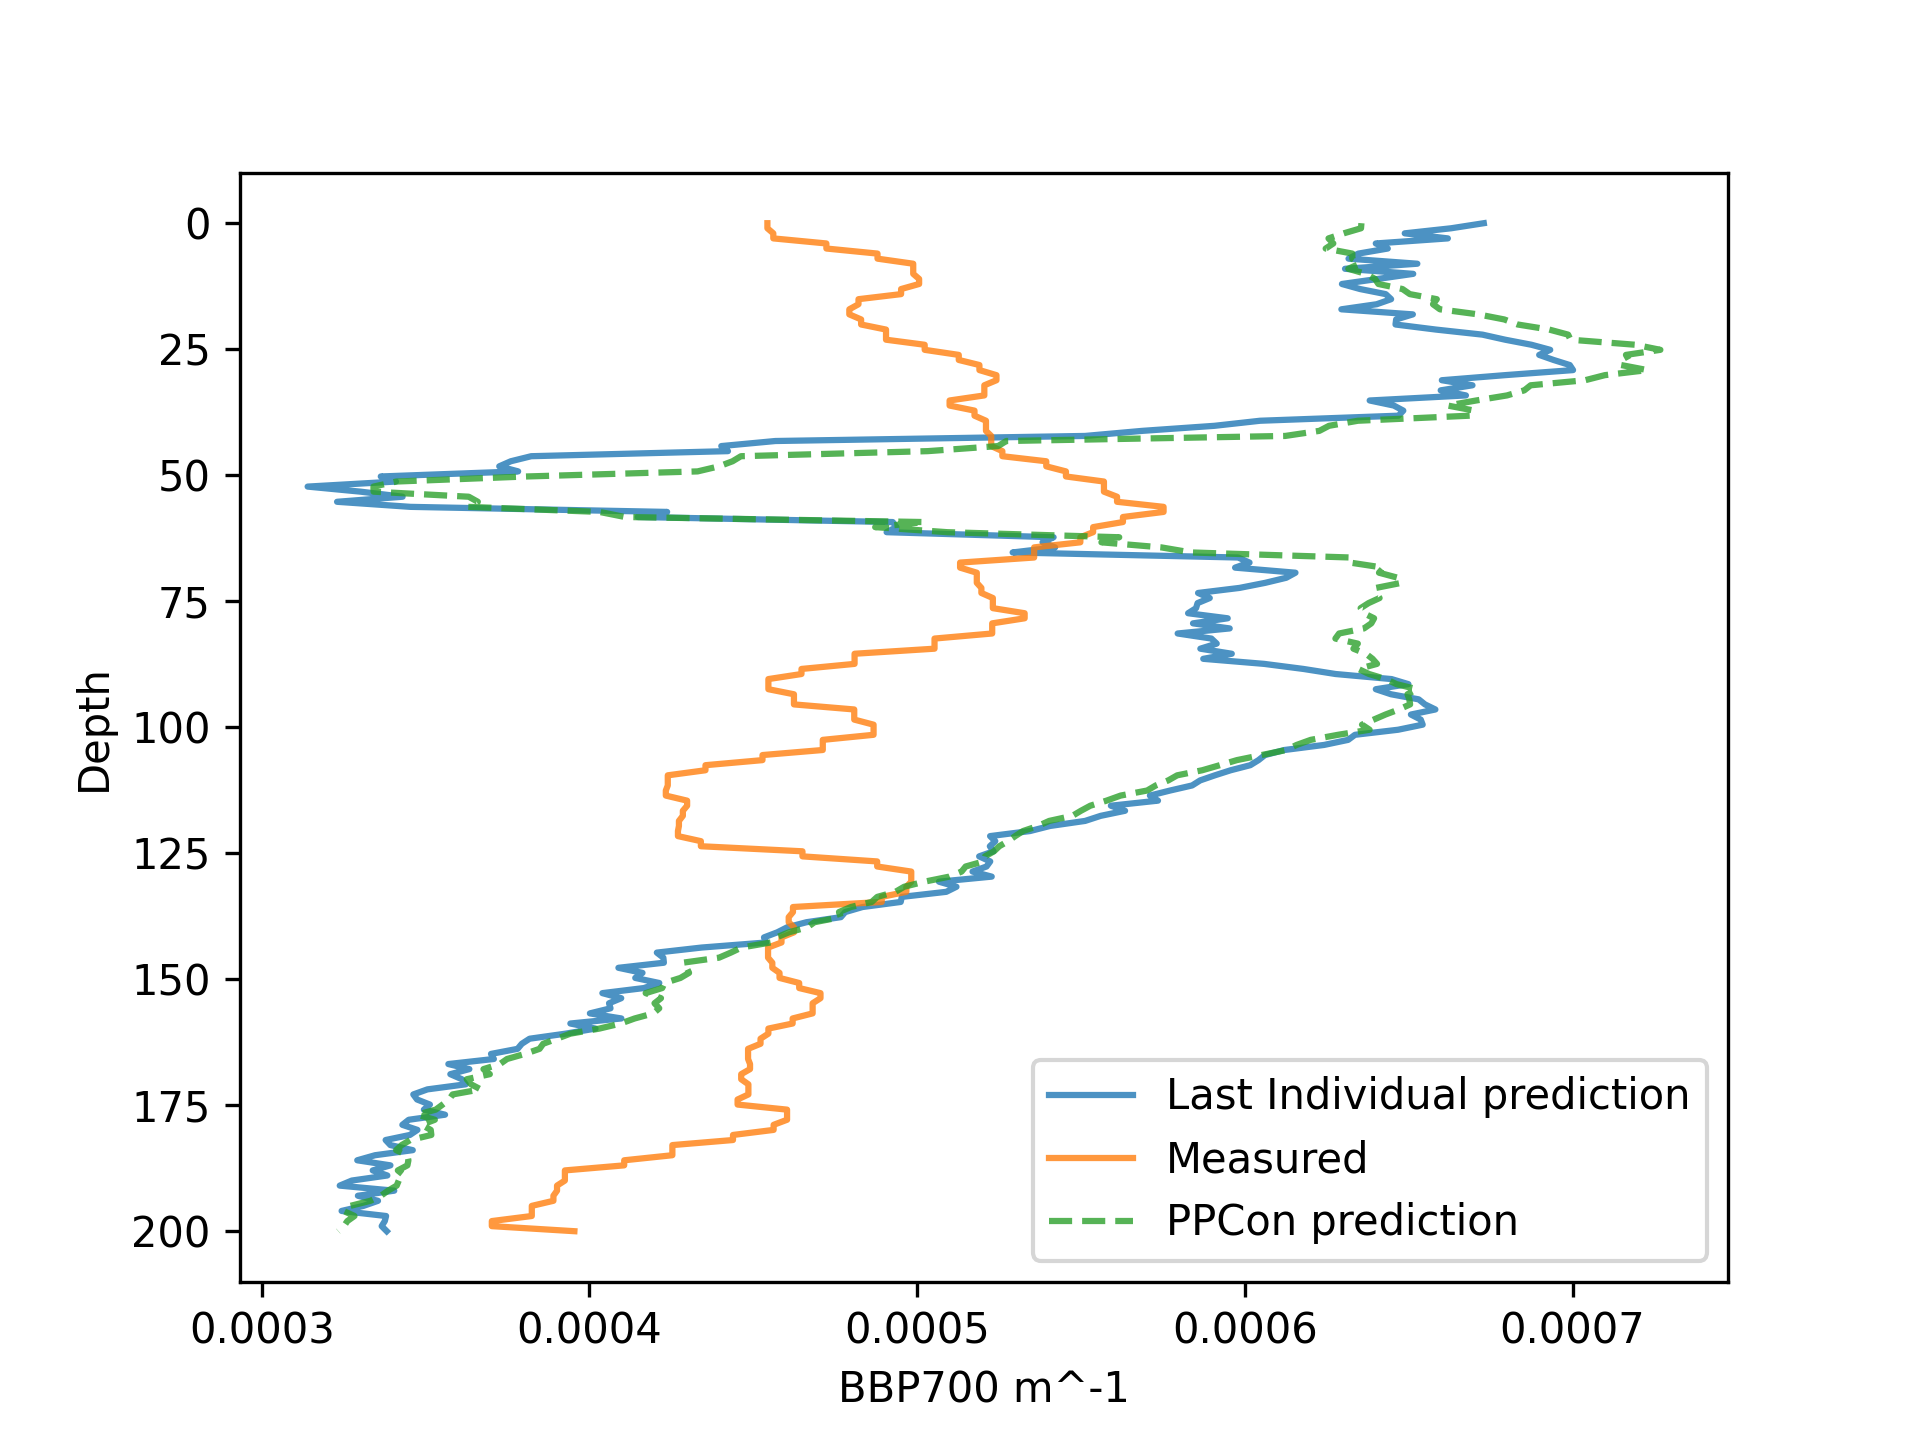 0
25
50
75
100
125
150
175
200
Depth
0.0003 0.0004 0.0005 0.0006 0.0007
BBP700 m^-1
Last Individual prediction
Measured
PPCon prediction